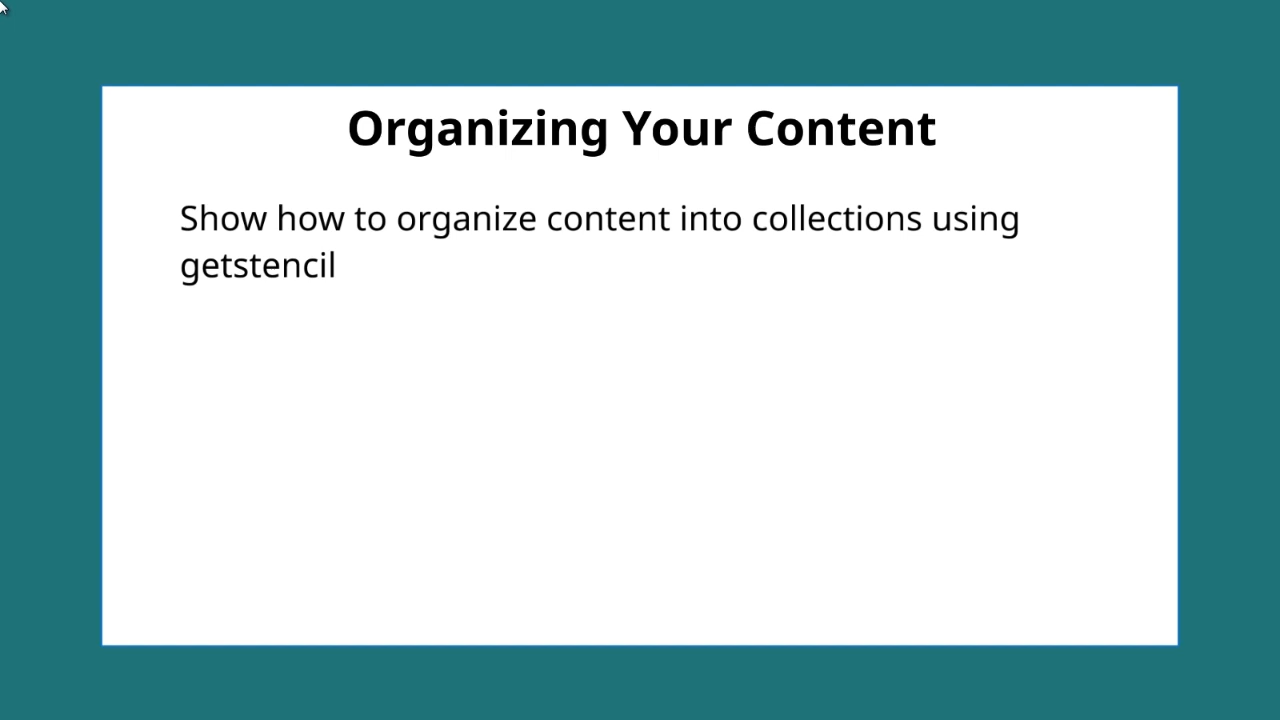 Organizing Your Content
Show how to organize content into collections using
getstencil